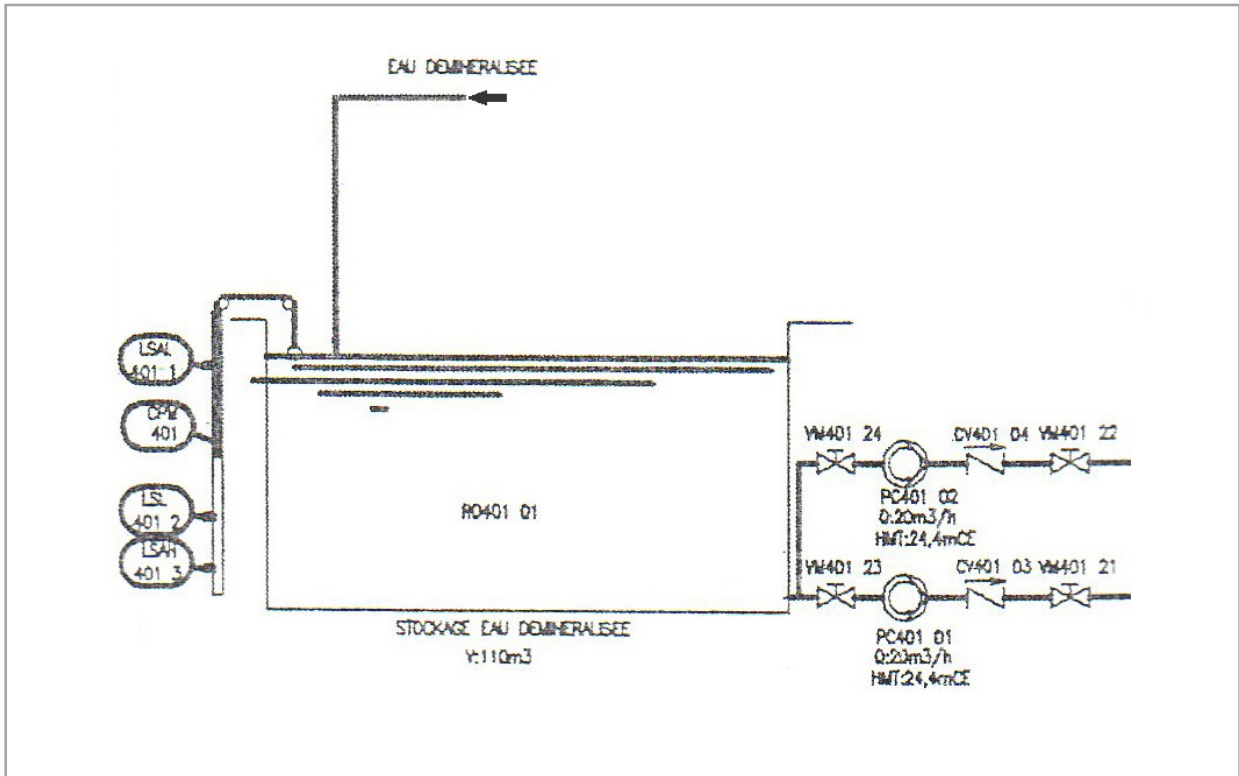 EAU DEMINERALISEE
LSAL
401 1
CPM
401
LSL
401 2
LSAH
401 3
RO401 01
STOCKAGE EAU DEMINERALISEE
V:110m3
VM401 24
CV401 04
VM401 22
PC401 02
Q:20m3/h
HMT:24,4mCE
VM401 23
CV401 03
VM401 21
PC401 01
Q:20m3/h
HMT:24,4mCE